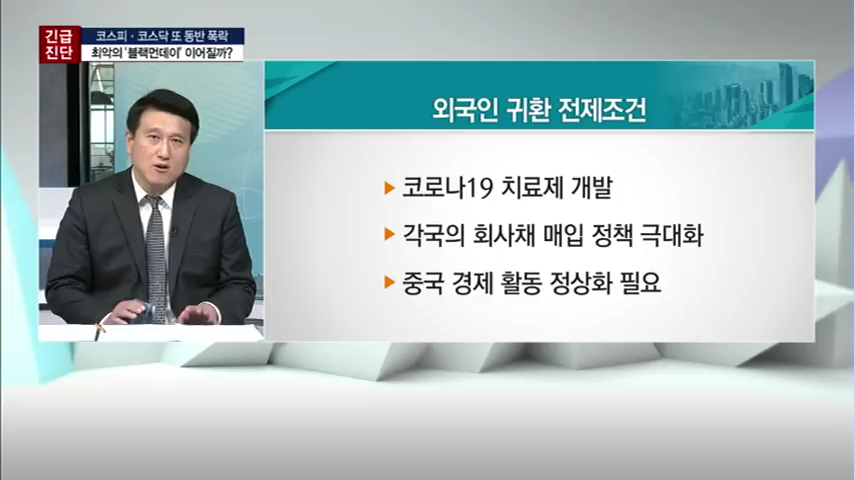 긴급
진단
코스피·코스닥 또 동반 폭락
최악의 '블랙먼데이' 이어질까?
외국인 귀환 전제조건
▶ 코로나19 치료제 개발
▶ 각국의 회사채 매입 정책 극대화
▶ 중국 경제 활동 정상화 필요